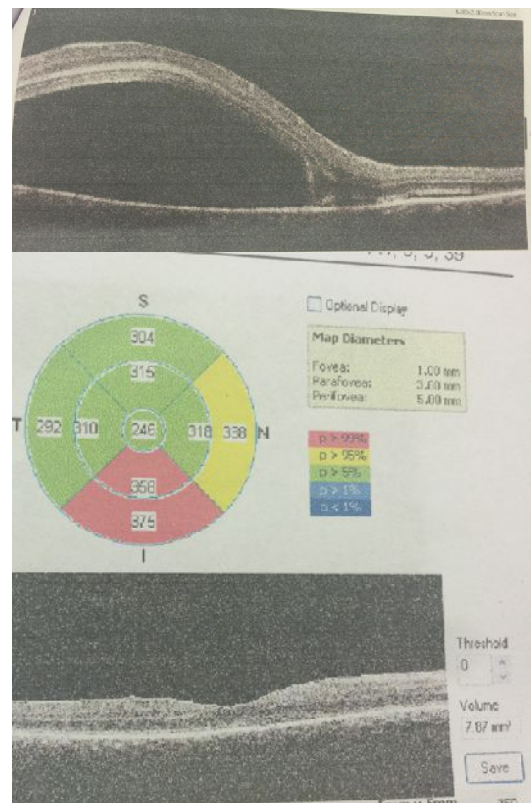 S
304
315
T 292 310 246 318 338 N
358
375
I
Optional Display
Map Diameters
Fovea: 1.00 mm
Parafovea: 3.00 mm
Perifovea: 5.00 mm
p > 99%
p > 95%
p > 5%
p > 1%
p < 1%
Threshold
0
Volume
7.87 mm³
Save